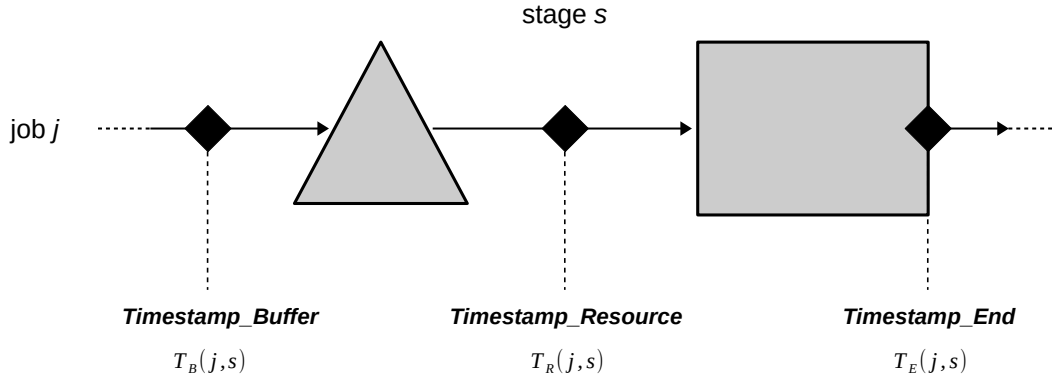 stage s
job j
Timestamp_Buffer Timestamp_Resource Timestamp_End
T_B(j,s) T_R(j,s) T_E(j,s)